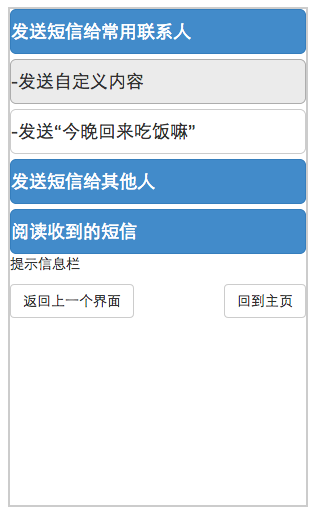 发送短信给常用联系人
-发送自定义内容
-发送“今晚回来吃饭嘛”
发送短信给其他人
阅读收到的短信
提示信息栏
返回上一个界面
回到主页